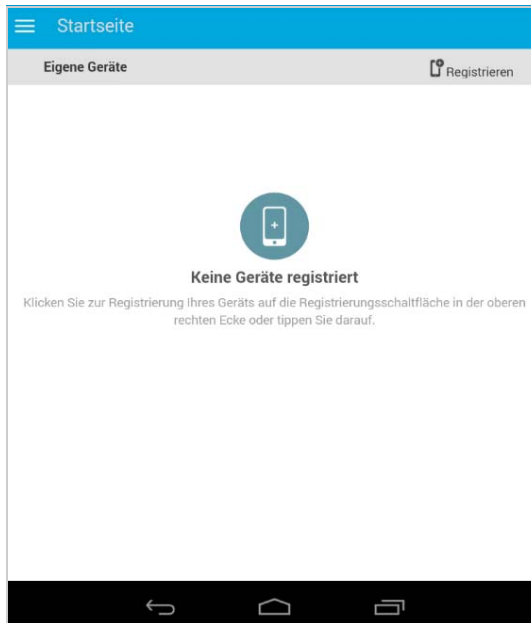 Startseite
Eigene Geräte
Registrieren
Keine Geräte registriert
Klicken Sie zur Registrierung Ihres Geräts auf die Registrierungsschaltfläche in der oberen
rechten Ecke oder tippen Sie darauf.